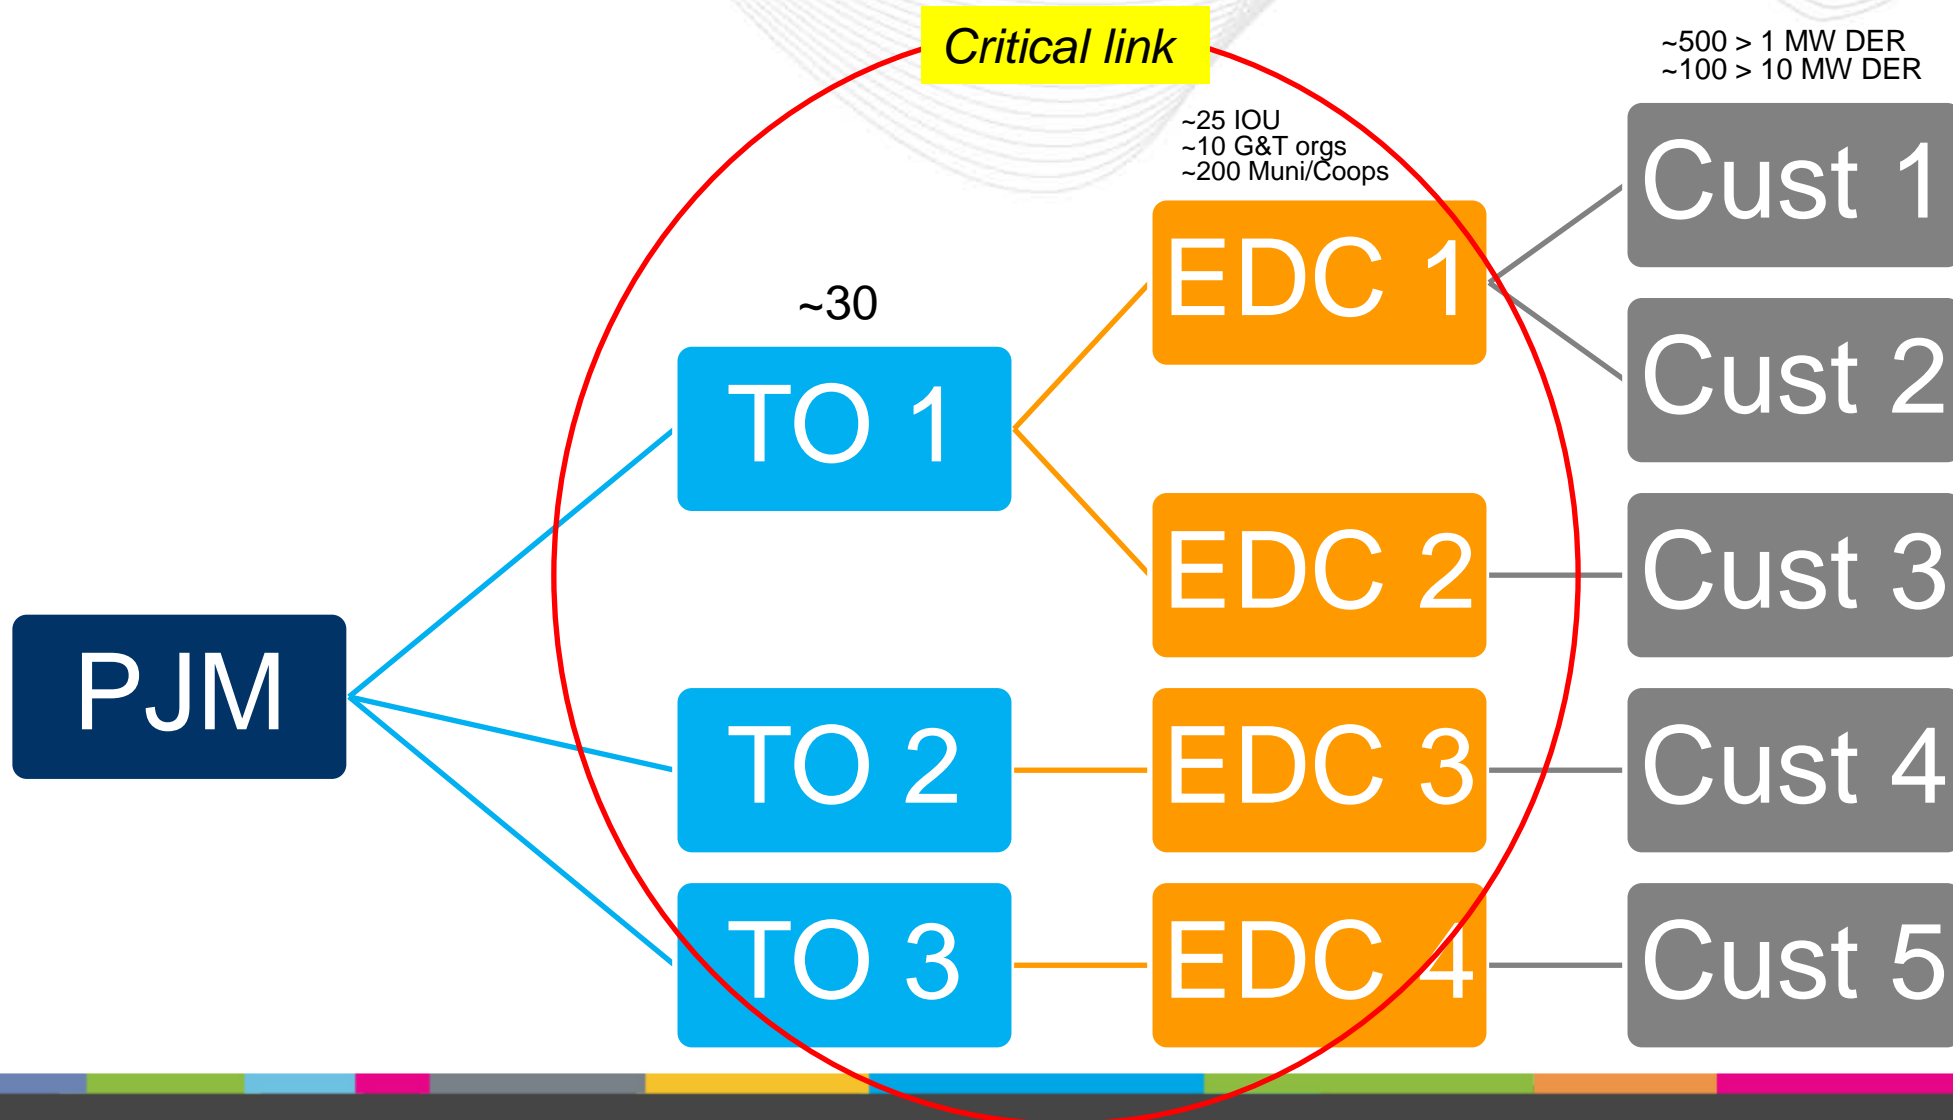 Critical link
~500 > 1 MW DER
~100 > 10 MW DER
~25 IOU
~10 G&T orgs
~200 Muni/Coops
~30
PJM
TO 1
TO 2
TO 3
EDC 1
EDC 2
EDC 3
EDC 4
Cust 1
Cust 2
Cust 3
Cust 4
Cust 5